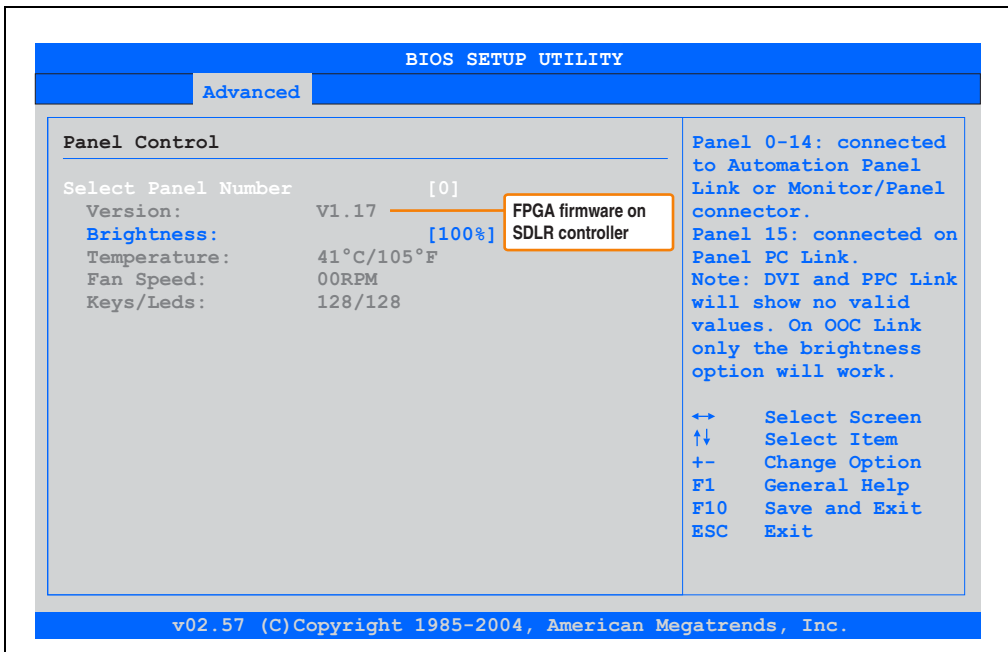 BIOS SETUP UTILITY
Advanced
Panel Control
Select Panel Number [0]
Version: V1.17
Brightness: [100%]
Temperature: 41°C/105°F
Fan Speed: 00RPM
Keys/Leds: 128/128
FPGA firmware on
SDLR controller
Panel 0-14: connected
to Automation Panel
Link or Monitor/Panel
connector.
Panel 15: connected on
Panel PC Link.
Note: DVI and PPC Link
will show no valid
values. On OOC Link
only the brightness
option will work.
↔ Select Screen
↑↓ Select Item
+- Change Option
F1 General Help
F10 Save and Exit
ESC Exit
v02.57 (C)Copyright 1985-2004, American Megatrends, Inc.